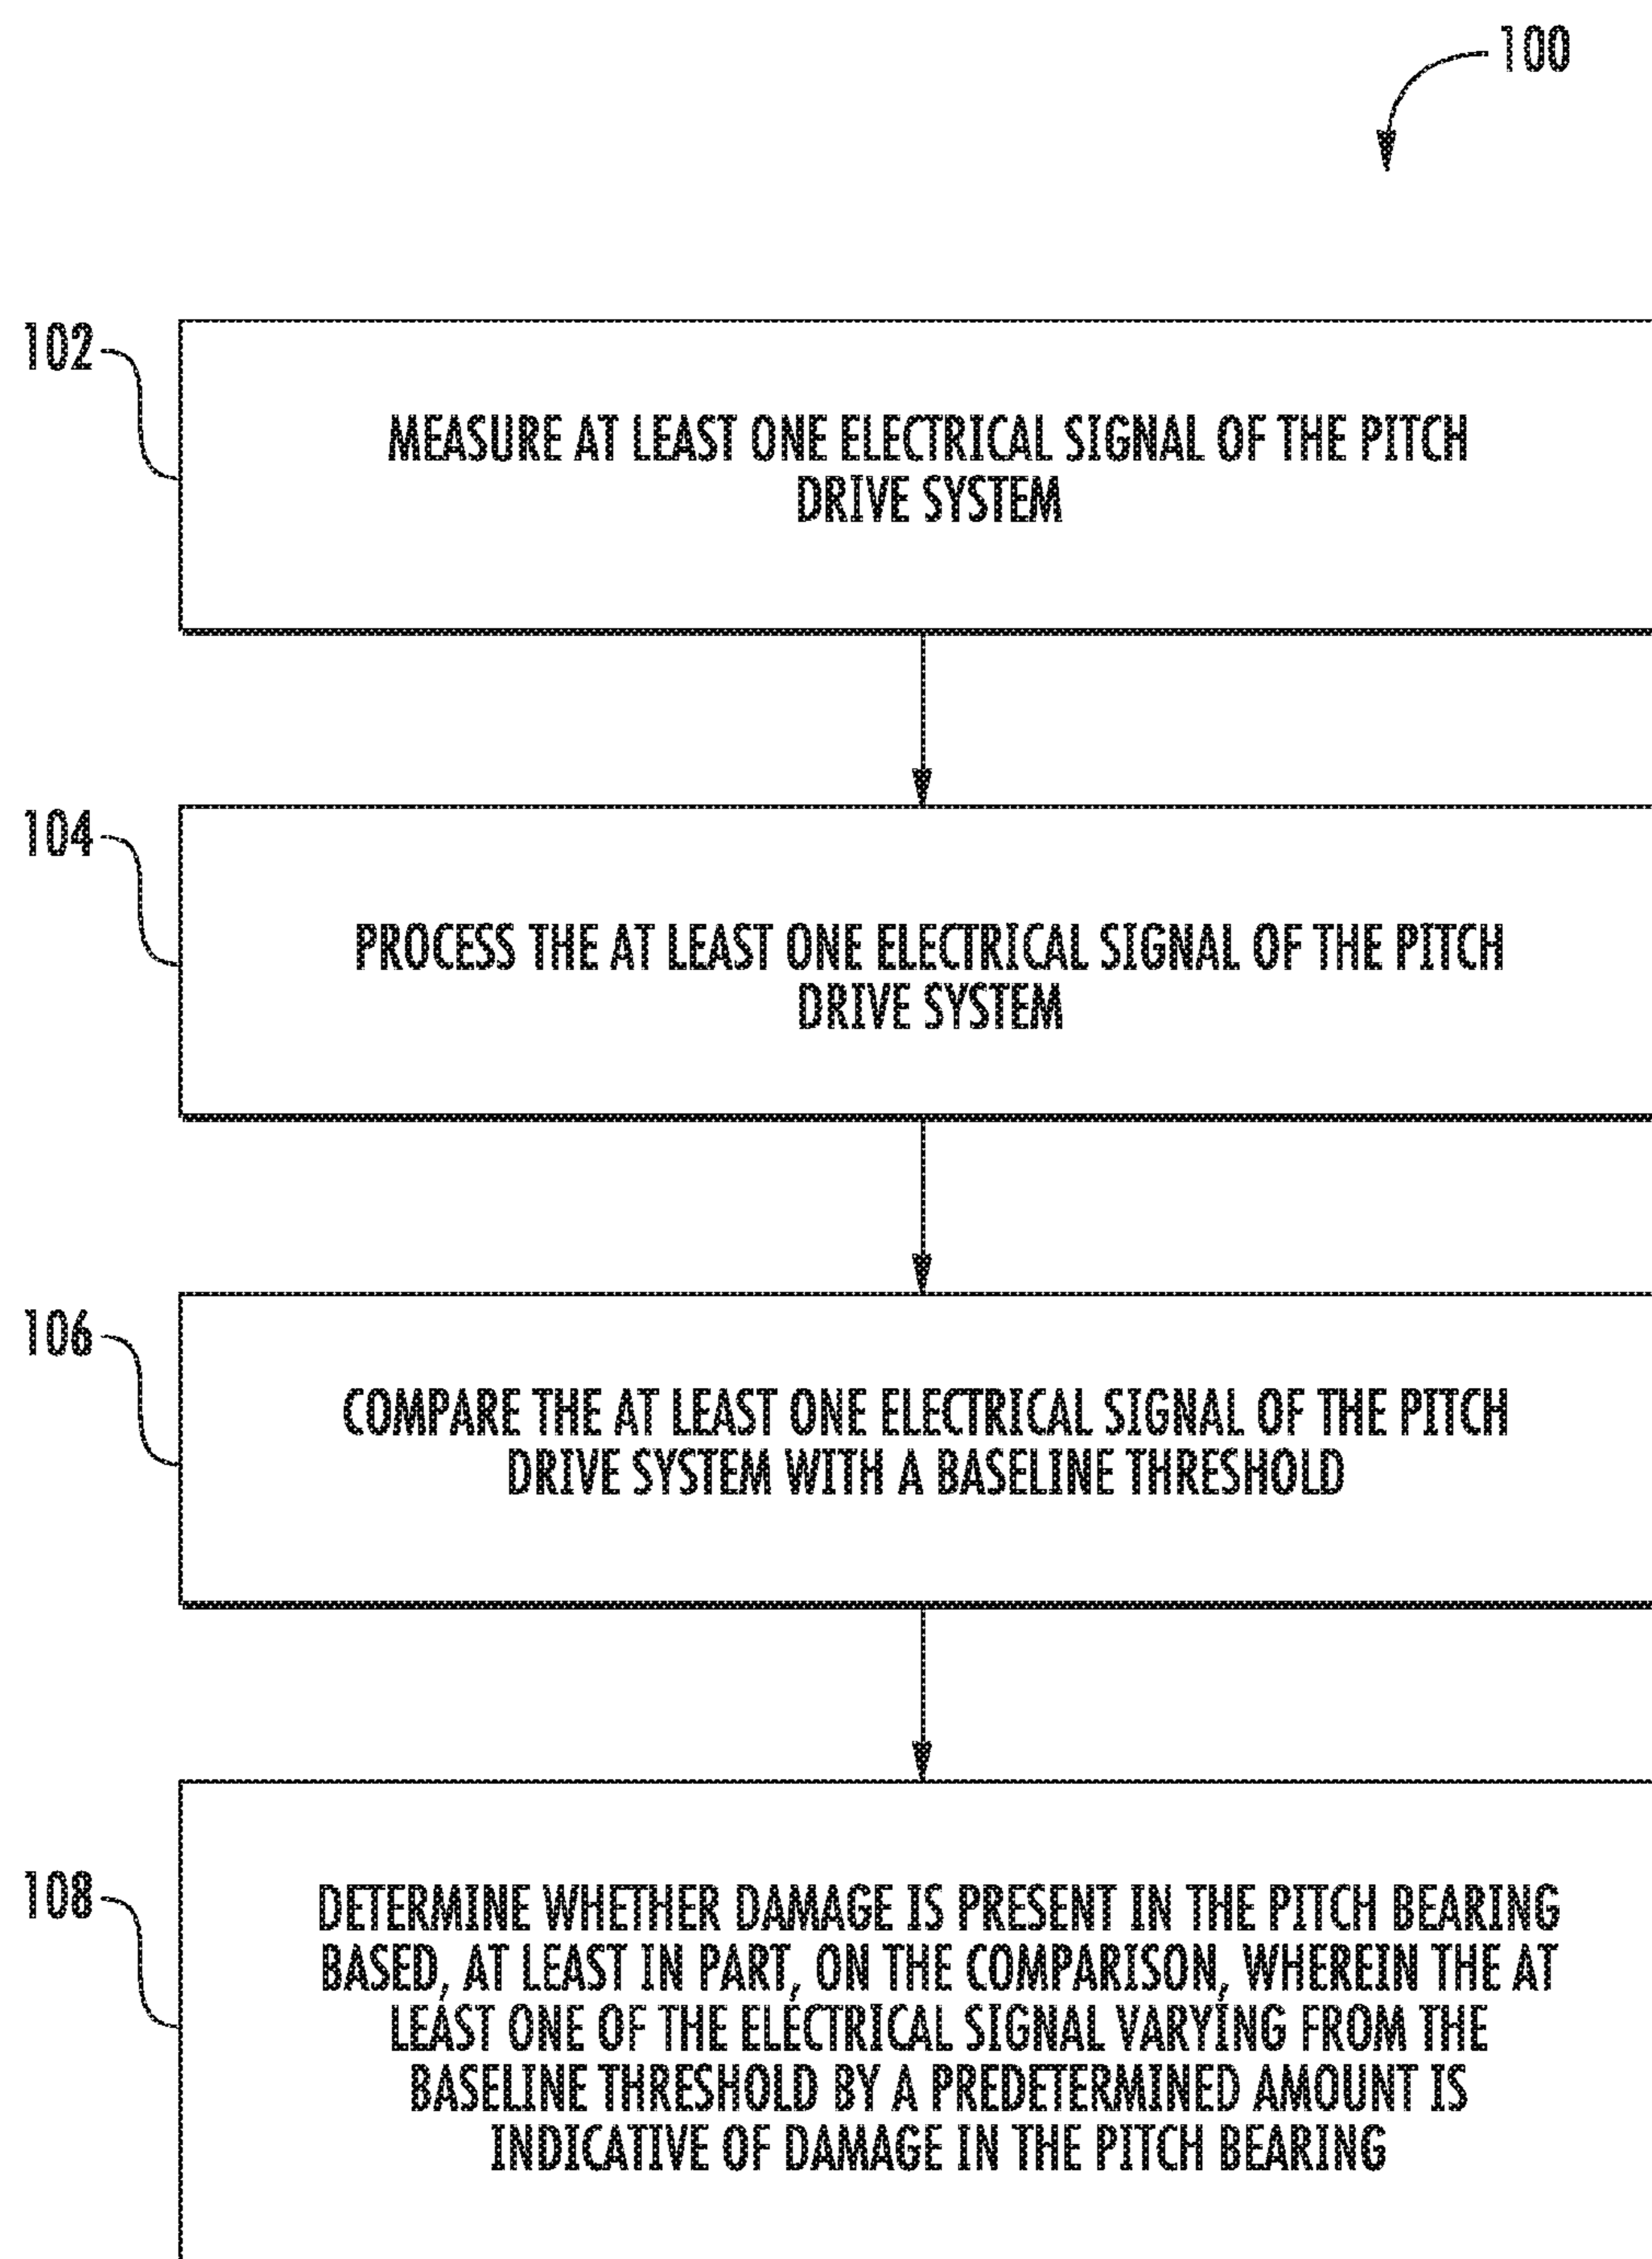 100
102
MEASURE AT LEAST ONE ELECTRICAL SIGNAL OF THE PITCH
DRIVE SYSTEM
104
PROCESS THE AT LEAST ONE ELECTRICAL SIGNAL OF THE PITCH
DRIVE SYSTEM
106
COMPARE THE AT LEAST ONE ELECTRICAL SIGNAL OF THE PITCH
DRIVE SYSTEM WITH A BASELINE THRESHOLD
108
DETERMINE WHETHER DAMAGE IS PRESENT IN THE PITCH BEARING
BASED, AT LEAST IN PART, ON THE COMPARISON, WHEREIN THE AT
LEAST ONE OF THE ELECTRICAL SIGNAL VARYING FROM THE
BASELINE THRESHOLD BY A PREDETERMINED AMOUNT IS
INDICATIVE OF DAMAGE IN THE PITCH BEARING